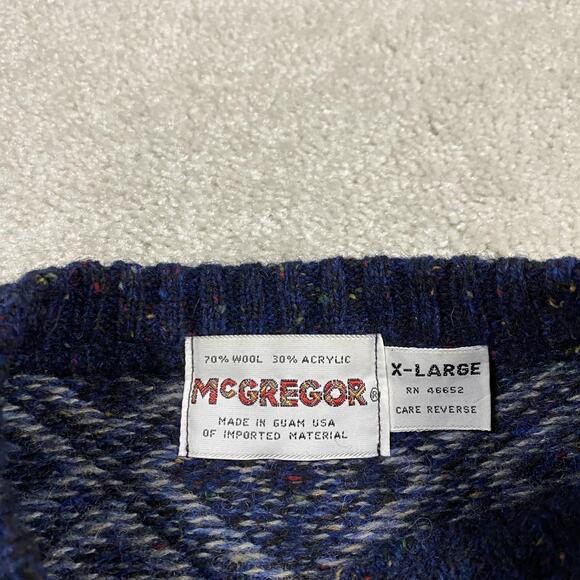 70% WOOL 30% ACRYLIC
McGREGOR®
MADE IN GUAM USA
OF IMPORTED MATERIAL
X-LARGE
RN 46652
CARE REVERSE